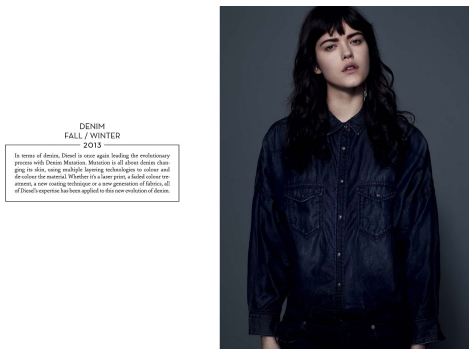 DENIM
FALL / WINTER
2013
In terms of denim, Diesel is once again leading the evolutionary
process with Denim Mutation. Mutation is all about denim chan-
ging its skin, using multiple layering technologies to colour and
de-colour the material. Whether it's a laser print, a faded colour tre-
atment, a new coating technique or a new generation of fabrics, all
of Diesel's expertise has been applied to this new evolution of denim.